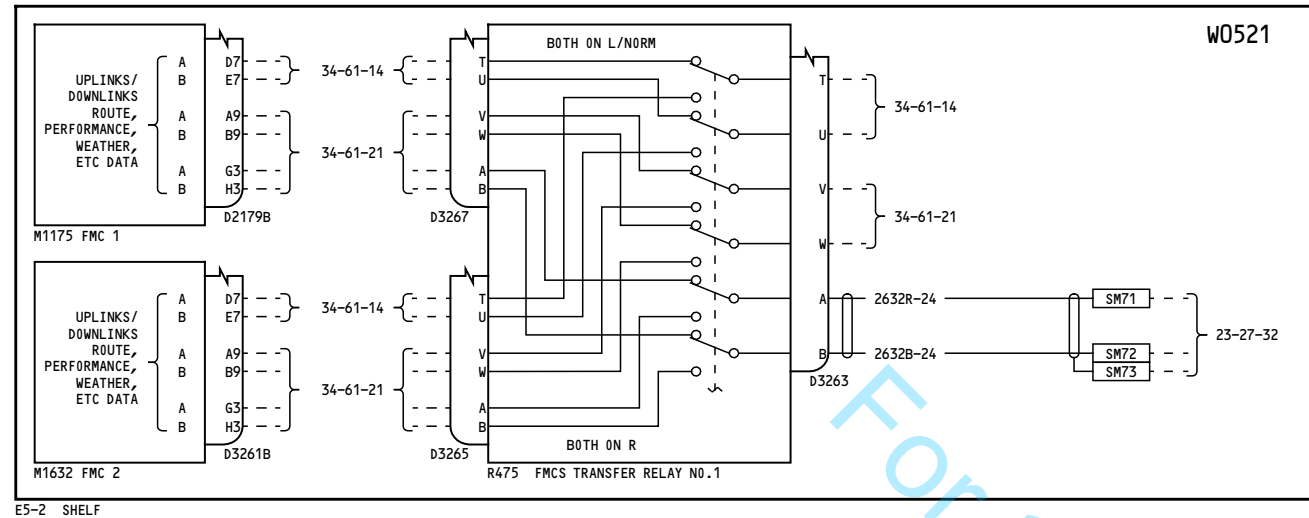 WO521
BOTH ON L/NORM
UPLINKS/
DOWNLINKS
ROUTE,
PERFORMANCE,
WEATHER,
ETC DATA
A D7
B E7
A A9
B B9
A G3
B H3
D2179B
M1175 FMC 1
34-61-14
34-61-21
T
U
V
W
A
B
D3267
UPLINKS/
DOWNLINKS
ROUTE,
PERFORMANCE,
WEATHER,
ETC DATA
A D7
B E7
A A9
B B9
A G3
B H3
D3261B
M1632 FMC 2
34-61-14
34-61-21
T
U
V
W
A
B
D3265
BOTH ON R
R475 FMCS TRANSFER RELAY NO.1
T
U
34-61-14
V
W
34-61-21
A 2632R-24 SM71
B 2632B-24 SM72
SM73
23-27-32
D3263
E5-2 SHELF